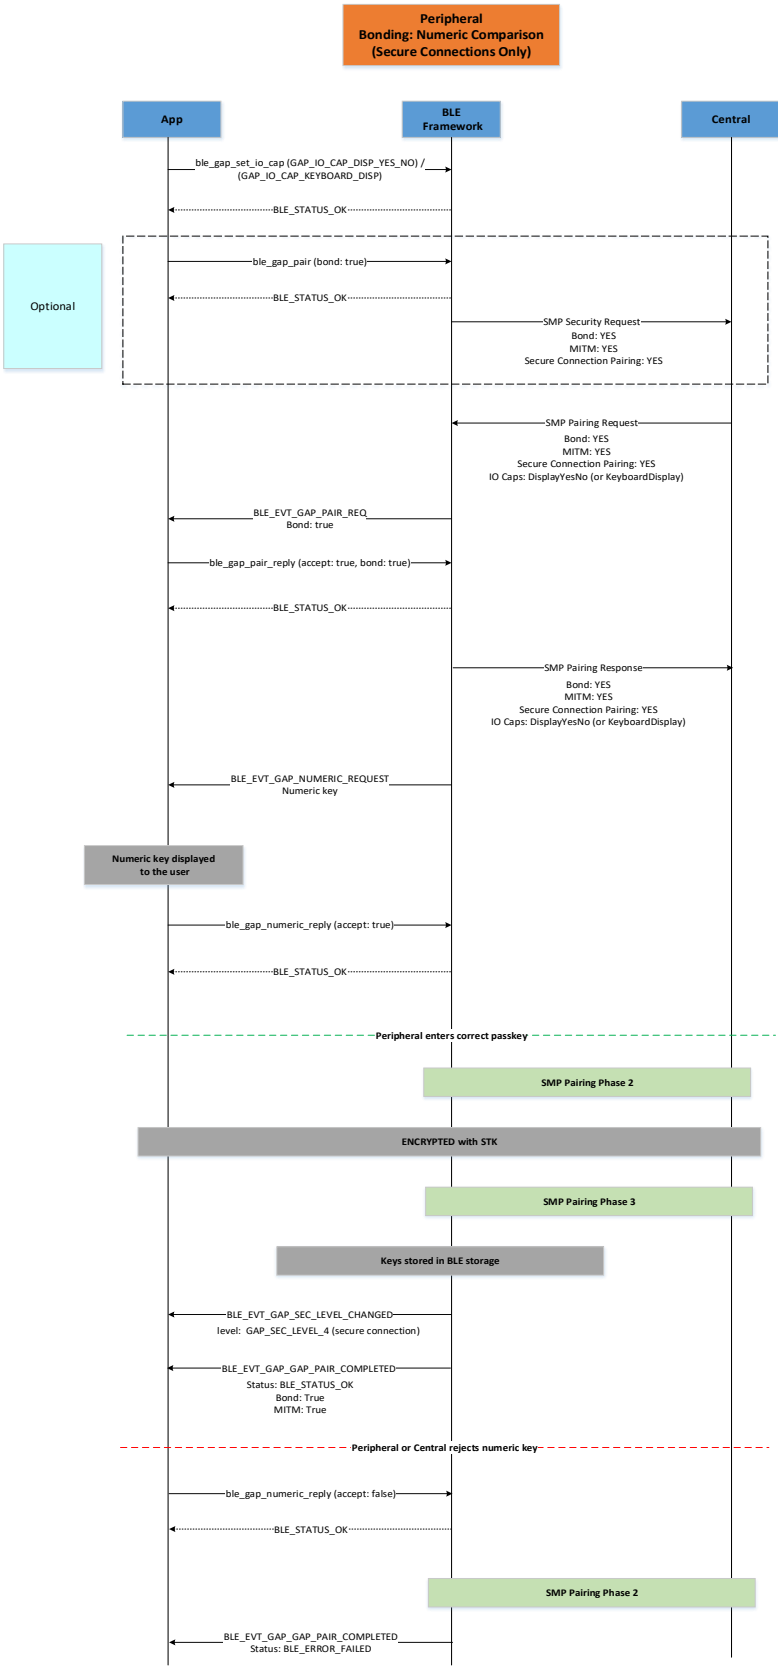 Peripheral
Bonding: Numeric Comparison
(Secure Connections Only)
App
BLE
Framework
Central
ble_gap_set_io_cap (GAP_IO_CAP_DISP_YES_NO) /
(GAP_IO_CAP_KEYBOARD_DISP)
BLE_STATUS_OK
Optional
ble_gap_pair (bond: true)
BLE_STATUS_OK
SMP Security Request
Bond: YES
MITM: YES
Secure Connection Pairing: YES
SMP Pairing Request
Bond: YES
MITM: YES
Secure Connection Pairing: YES
IO Caps: DisplayYesNo (or KeyboardDisplay)
BLE_EVT_GAP_PAIR_REQ
Bond: true
ble_gap_pair_reply (accept: true, bond: true)
BLE_STATUS_OK
SMP Pairing Response
Bond: YES
MITM: YES
Secure Connection Pairing: YES
IO Caps: DisplayYesNo (or KeyboardDisplay)
BLE_EVT_GAP_NUMERIC_REQUEST
Numeric key
Numeric key displayed
to the user
ble_gap_numeric_reply (accept: true)
BLE_STATUS_OK
Peripheral enters correct passkey
SMP Pairing Phase 2
ENCRYPTED with STK
SMP Pairing Phase 3
Keys stored in BLE storage
BLE_EVT_GAP_SEC_LEVEL_CHANGED
level: GAP_SEC_LEVEL_4 (secure connection)
BLE_EVT_GAP_GAP_PAIR_COMPLETED
Status: BLE_STATUS_OK
Bond: True
MITM: True
Peripheral or Central rejects numeric key
ble_gap_numeric_reply (accept: false)
BLE_STATUS_OK
SMP Pairing Phase 2
BLE_EVT_GAP_GAP_PAIR_COMPLETED
Status: BLE_ERROR_FAILED